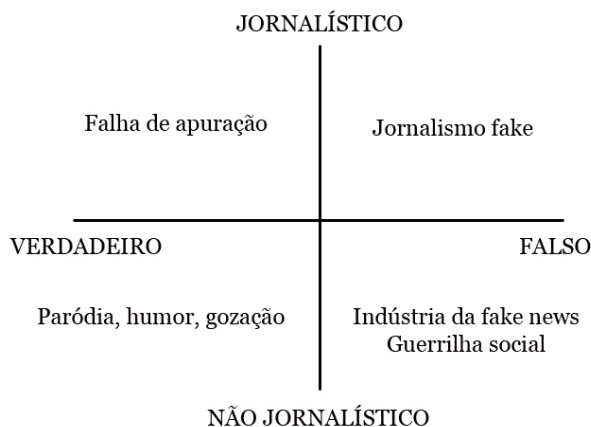 JORNALÍSTICO
Falha de apuração
Jornalismo fake
VERDADEIRO
FALSO
Paródia, humor, gozação
Indústria da fake news
Guerrilha social
NÃO JORNALÍSTICO